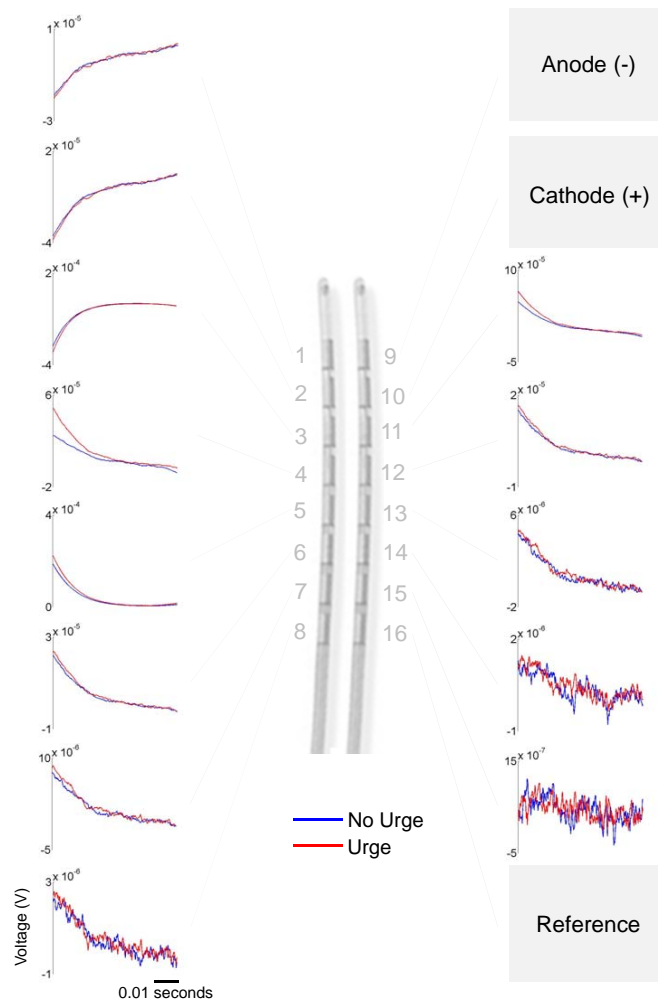 1 x 10^-5
-3
2 x 10^-5
-4
2 x 10^-4
-4
6 x 10^-5
-2
4 x 10^-4
0
3 x 10^-5
-1
10 x 10^-6
-5
3 x 10^-6
-1
Voltage (V)
0.01 seconds
1
2
3
4
5
6
7
8
9
10
11
12
13
14
15
16
No Urge
Urge
Anode (-)
Cathode (+)
10 x 10^-5
-5
2 x 10^-5
-1
6 x 10^-6
-2
2 x 10^-6
-1
15 x 10^-7
-5
Reference